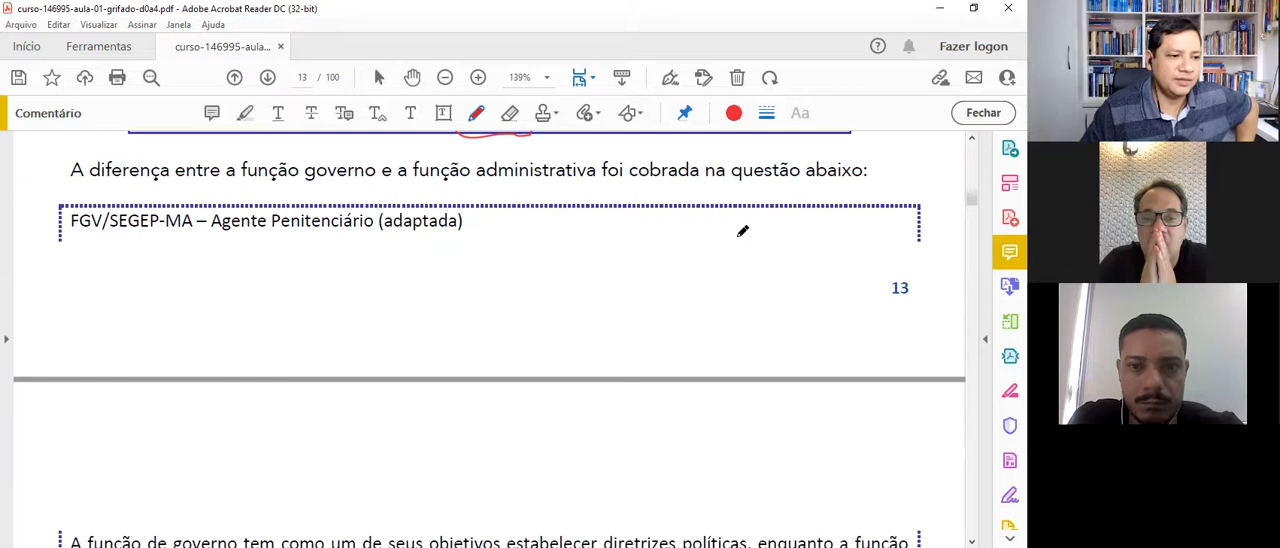 curso-146995-aula-01-grifado-d0a4.pdf - Adobe Acrobat Reader DC (32-bit)
Arquivo Editar Visualizar Assinar Janela Ajuda
Início Ferramentas curso-146995-aula... × Fazer logon
13 / 100 139%
Comentário Aa Fechar
A diferença entre a função governo e a função administrativa foi cobrada na questão abaixo:
FGV/SEGEP-MA – Agente Penitenciário (adaptada)
13
A função de governo tem como um de seus objetivos estabelecer diretrizes políticas, enquanto a função